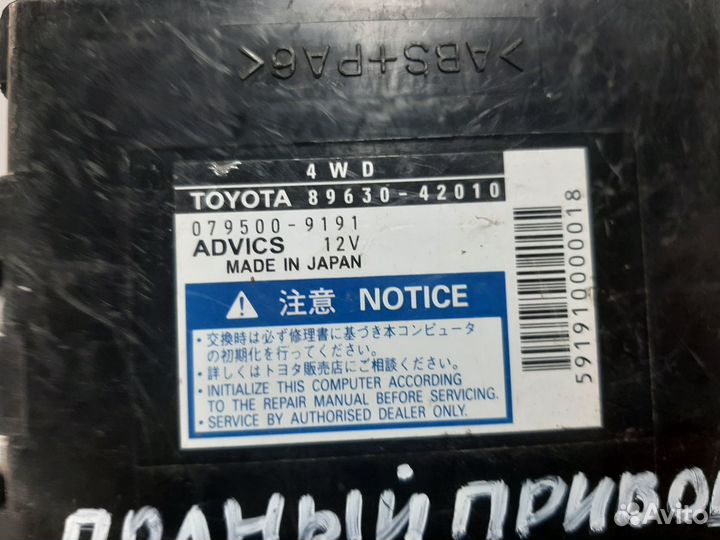 >ABS+PA6<
4WD
TOYOTA 89630-42010
079500-9191
ADVICS 12V
MADE IN JAPAN
注意 NOTICE
・交換時は必ず修理書に基づき本コンピュータ
の初期化を行ってください。
・詳しくはトヨタ販売店にご相談ください。
・INITIALIZE THIS COMPUTER ACCORDING
TO THE REPAIR MANUAL BEFORE SERVICING.
・SERVICE BY AUTHORISED DEALER ONLY.
5919100000018
ПОЛНЫЙ ПРИВОД
Avito